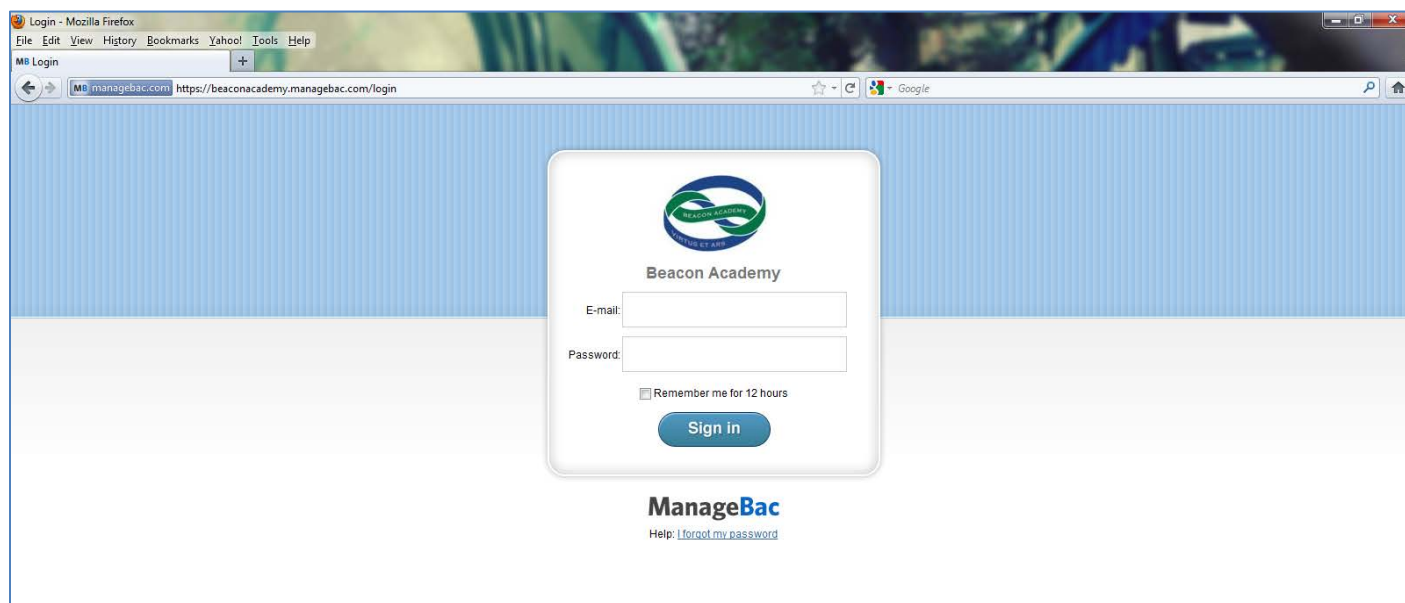 Login - Mozilla Firefox
File Edit View History Bookmarks Yahoo! Tools Help
MB Login
MB managebac.com https://beaconacademy.managebac.com/login
Google
BEACON ACADEMY
VIRTUS ET ARS
Beacon Academy
E-mail:
Password:
Remember me for 12 hours
Sign in
ManageBac
Help: I forgot my password